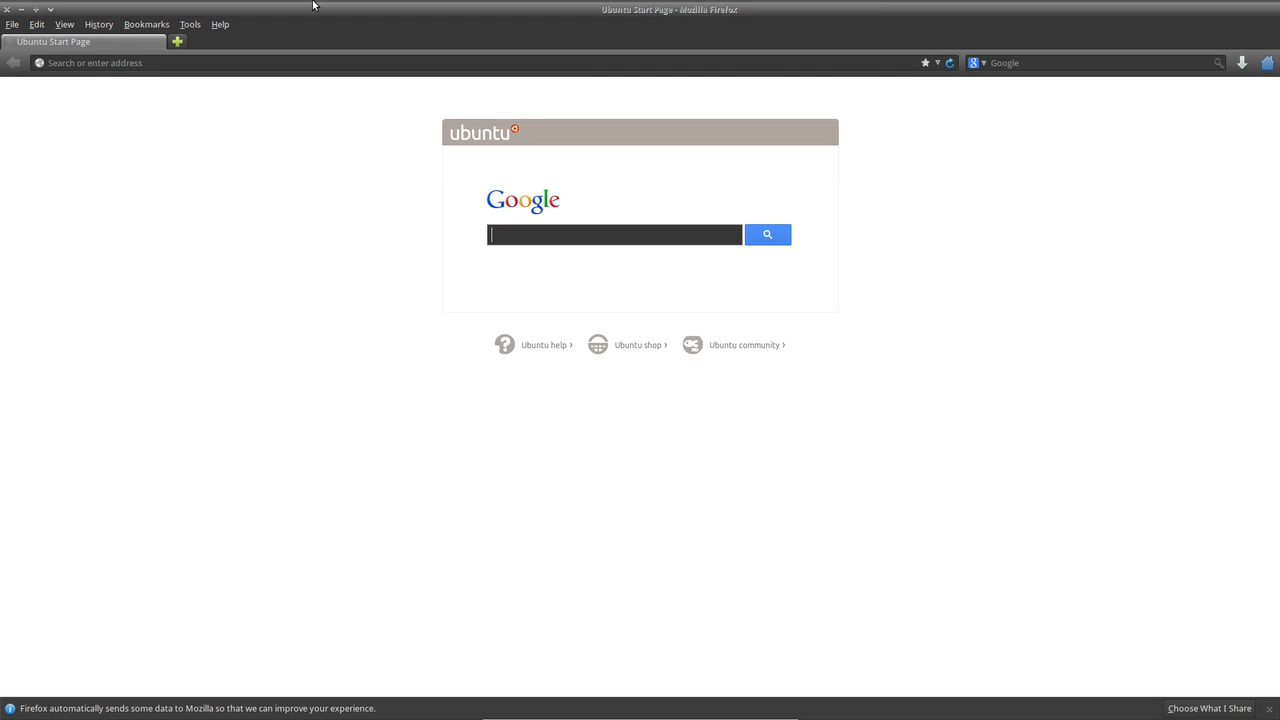 Ubuntu Start Page - Mozilla Firefox
File Edit View History Bookmarks Tools Help
Ubuntu Start Page
Search or enter address
Google
ubuntu
Google
Ubuntu help ›
Ubuntu shop ›
Ubuntu community ›
Firefox automatically sends some data to Mozilla so that we can improve your experience.
Choose What I Share